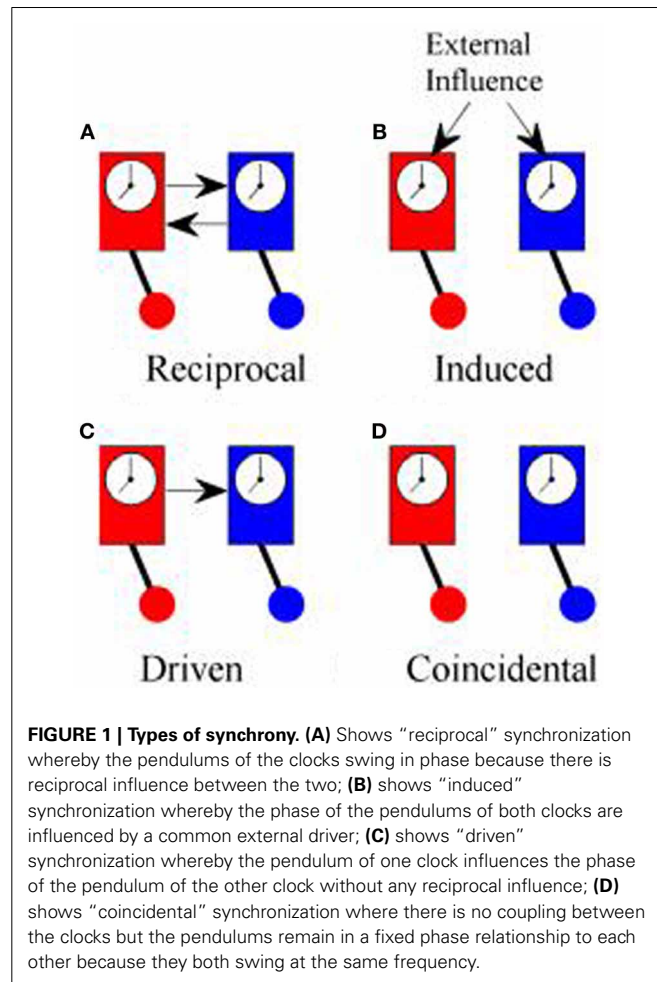 External
Influence
A
B
Reciprocal
Induced
C
D
Driven
Coincidental
FIGURE 1 | Types of synchrony. (A) Shows “reciprocal” synchronization
whereby the pendulums of the clocks swing in phase because there is
reciprocal influence between the two; (B) shows “induced”
synchronization whereby the phase of the pendulums of both clocks are
influenced by a common external driver; (C) shows “driven”
synchronization whereby the pendulum of one clock influences the phase
of the pendulum of the other clock without any reciprocal influence; (D)
shows “coincidental” synchronization where there is no coupling between
the clocks but the pendulums remain in a fixed phase relationship to each
other because they both swing at the same frequency.